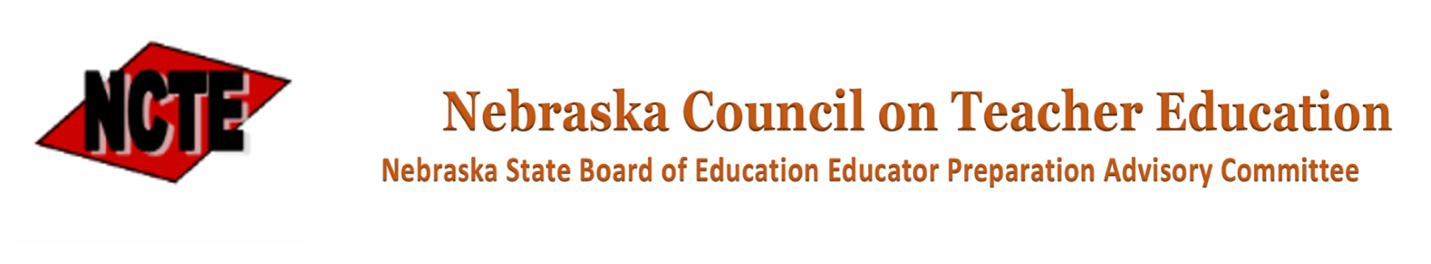 NCTE
Nebraska Council on Teacher Education
Nebraska State Board of Education Educator Preparation Advisory Committee